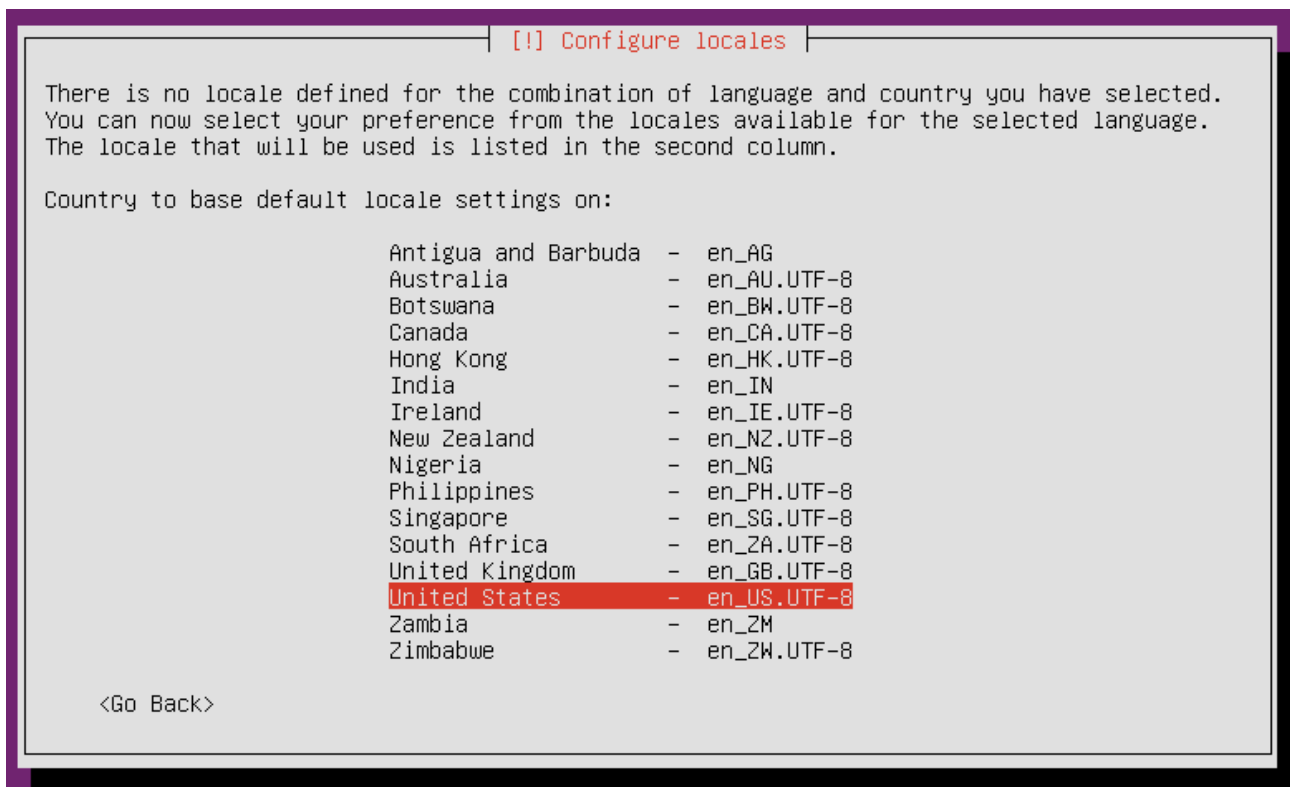 [!] Configure locales
There is no locale defined for the combination of language and country you have selected.
You can now select your preference from the locales available for the selected language.
The locale that will be used is listed in the second column.
Country to base default locale settings on:
Antigua and Barbuda - en_AG
Australia - en_AU.UTF-8
Botswana - en_BW.UTF-8
Canada - en_CA.UTF-8
Hong Kong - en_HK.UTF-8
India - en_IN
Ireland - en_IE.UTF-8
New Zealand - en_NZ.UTF-8
Nigeria - en_NG
Philippines - en_PH.UTF-8
Singapore - en_SG.UTF-8
South Africa - en_ZA.UTF-8
United Kingdom - en_GB.UTF-8
United States - en_US.UTF-8
Zambia - en_ZM
Zimbabwe - en_ZW.UTF-8
<Go Back>